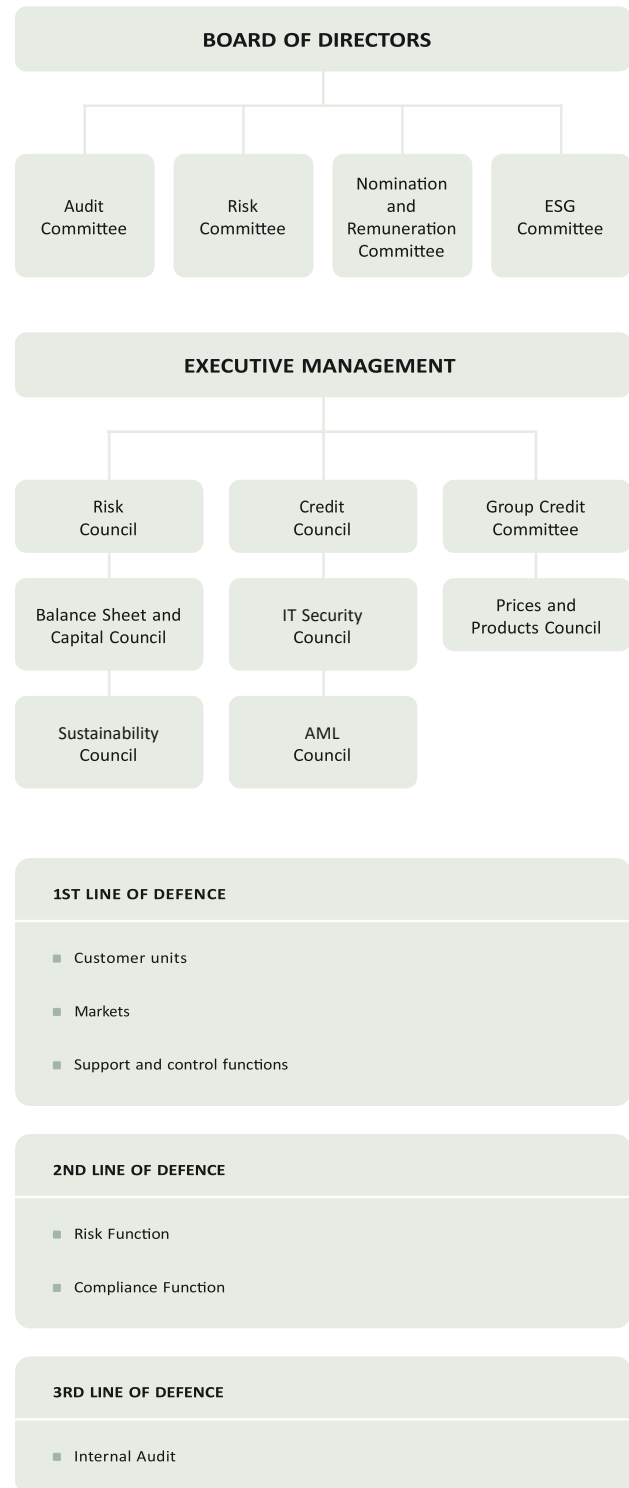 BOARD OF DIRECTORS
Audit
Committee
Risk
Committee
Nomination
and
Remuneration
Committee
ESG
Committee
EXECUTIVE MANAGEMENT
Risk
Council
Credit
Council
Group Credit
Committee
Balance Sheet and
Capital Council
IT Security
Council
Prices and
Products Council
Sustainability
Council
AML
Council
1ST LINE OF DEFENCE
Customer units
Markets
Support and control functions
2ND LINE OF DEFENCE
Risk Function
Compliance Function
3RD LINE OF DEFENCE
Internal Audit